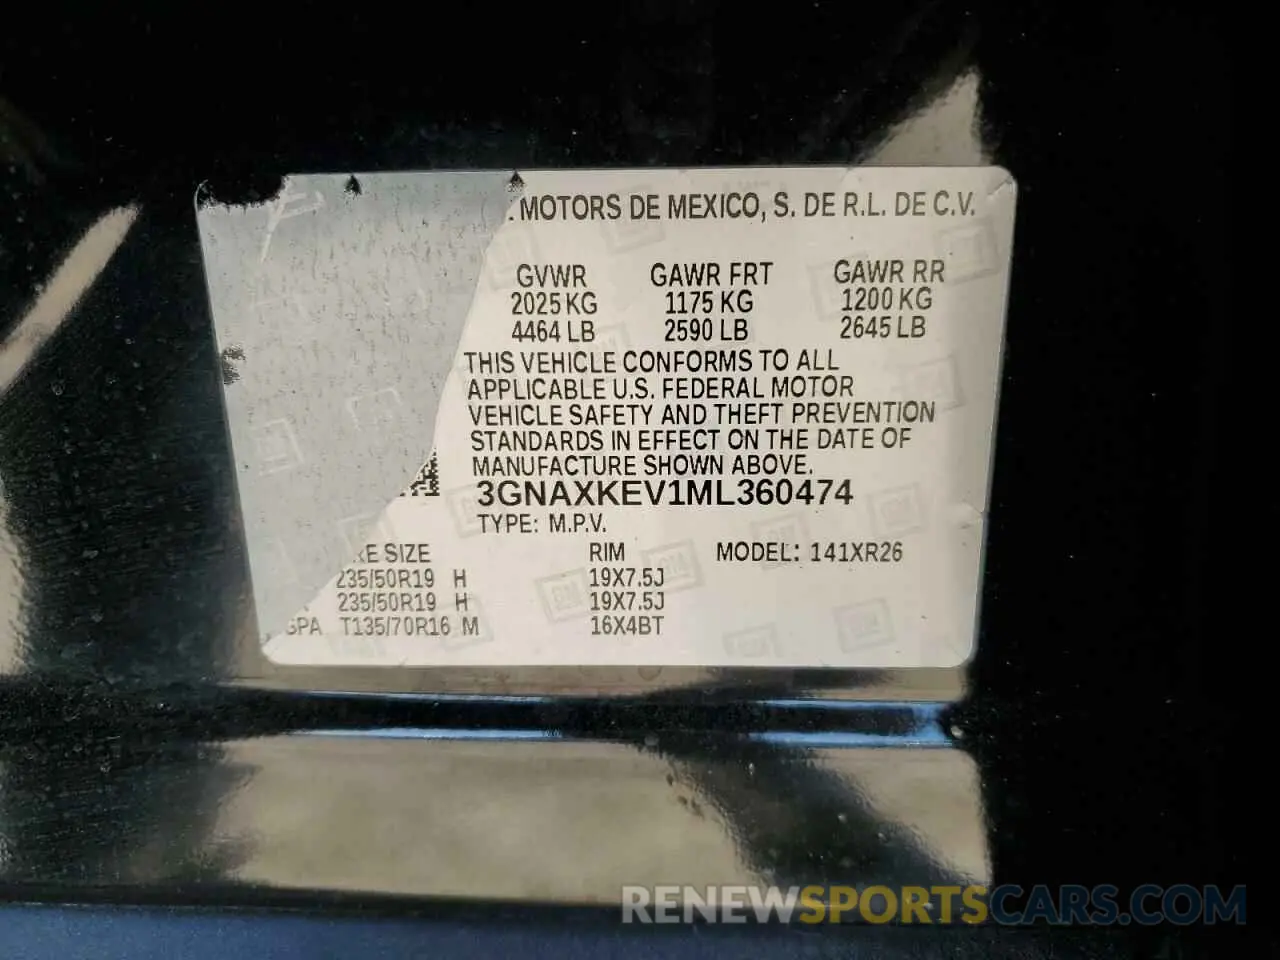 . MOTORS DE MEXICO, S. DE R.L. DE C.V.
GVWR GAWR FRT GAWR RR
2025 KG 1175 KG 1200 KG
4464 LB 2590 LB 2645 LB
THIS VEHICLE CONFORMS TO ALL
APPLICABLE U.S. FEDERAL MOTOR
VEHICLE SAFETY AND THEFT PREVENTION
STANDARDS IN EFFECT ON THE DATE OF
MANUFACTURE SHOWN ABOVE.
3GNAXKEV1ML360474
TYPE: M.P.V.
RE SIZE RIM MODEL: 141XR26
235/50R19 H 19X7.5J
235/50R19 H 19X7.5J
SPA T135/70R16 M 16X4BT
RENEWSPORTSCARS.COM